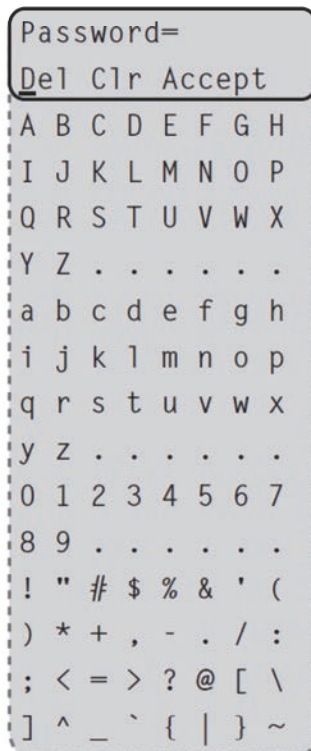 Password=
Del Clr Accept
A B C D E F G H
I J K L M N O P
Q R S T U V W X
Y Z . . . . . .
a b c d e f g h
i j k l m n o p
q r s t u v w x
y z . . . . . .
0 1 2 3 4 5 6 7
8 9 . . . . . .
! " # $ % & ' (
) * + , - . / :
; < = > ? @ [ \
] ^ _ ` { | } ~